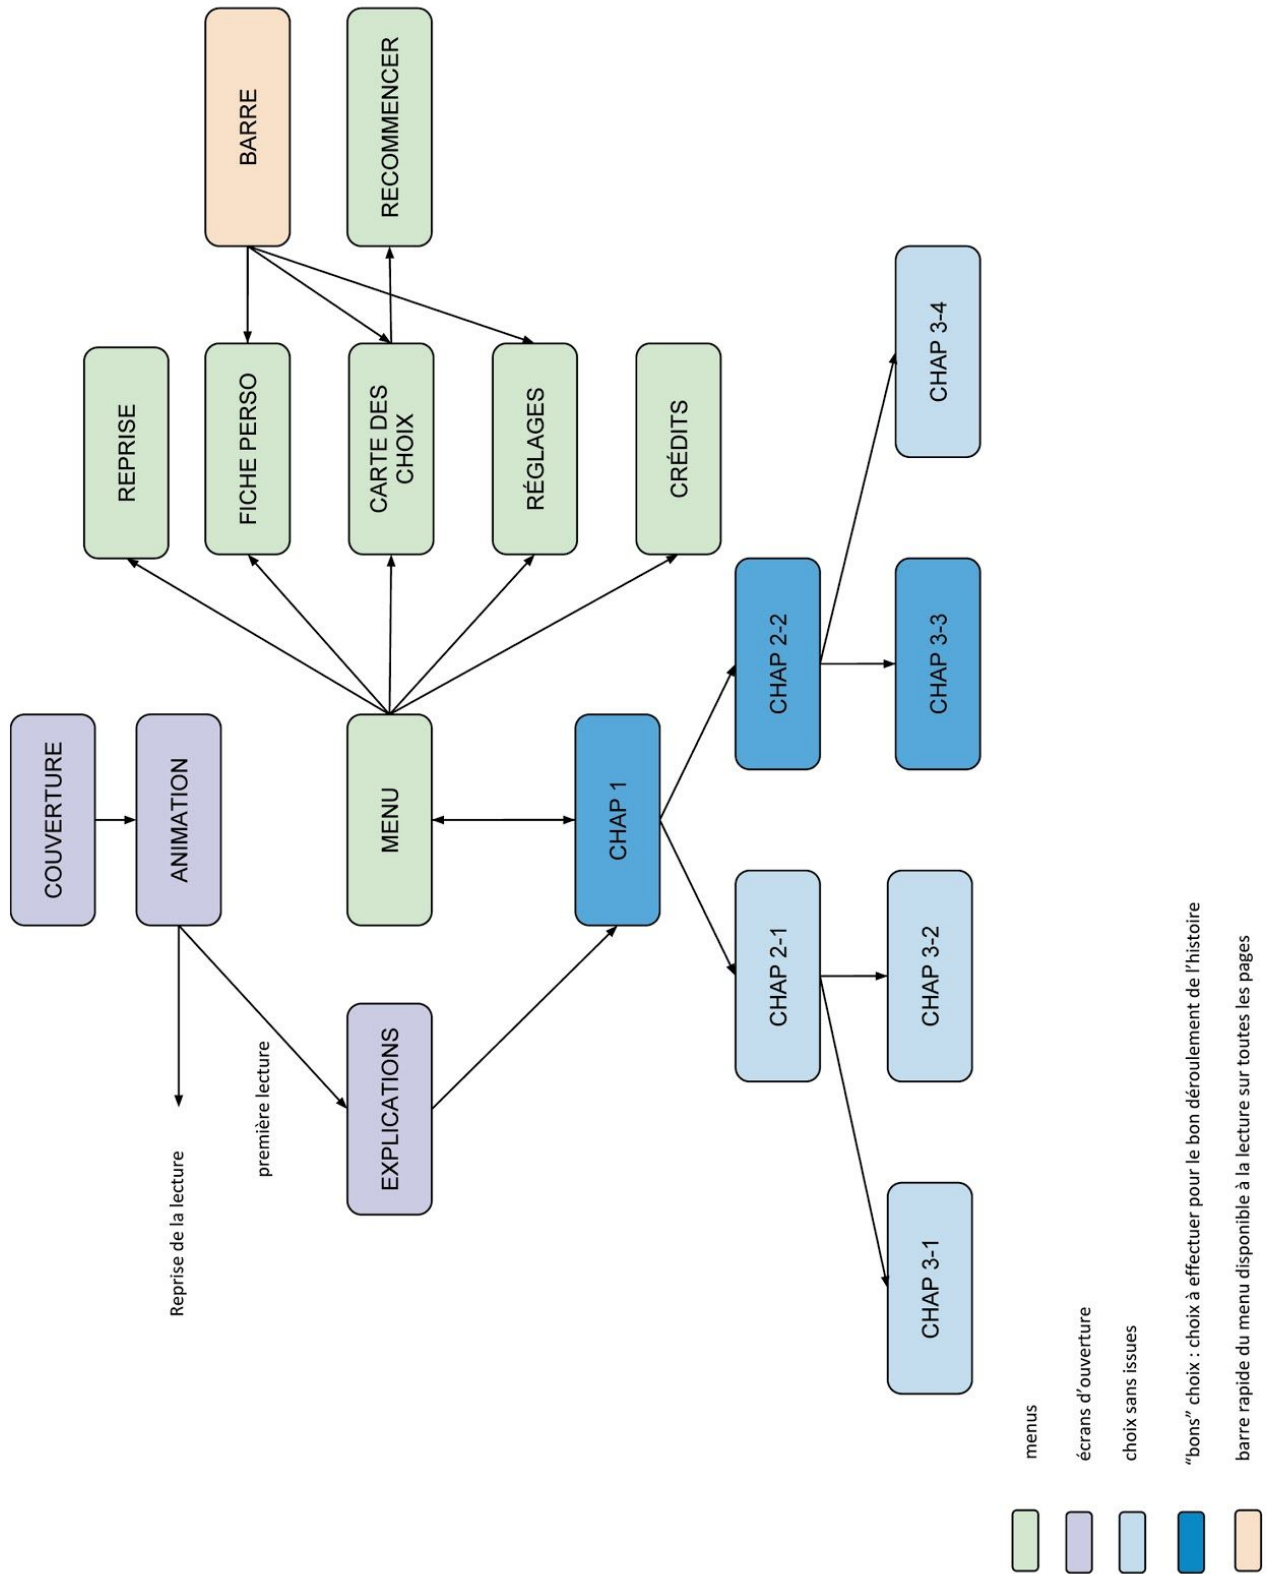 COUVERTURE
ANIMATION
Reprise de la lecture
première lecture
EXPLICATIONS
MENU
REPRISE
FICHE PERSO
CARTE DES
CHOIX
RÉGLAGES
CRÉDITS
BARRE
RECOMMENCER
CHAP 1
CHAP 2-1
CHAP 2-2
CHAP 3-1
CHAP 3-2
CHAP 3-3
CHAP 3-4
menus
écrans d’ouverture
choix sans issues
“bons” choix : choix à effectuer pour le bon déroulement de l’histoire
barre rapide du menu disponible à la lecture sur toutes les pages